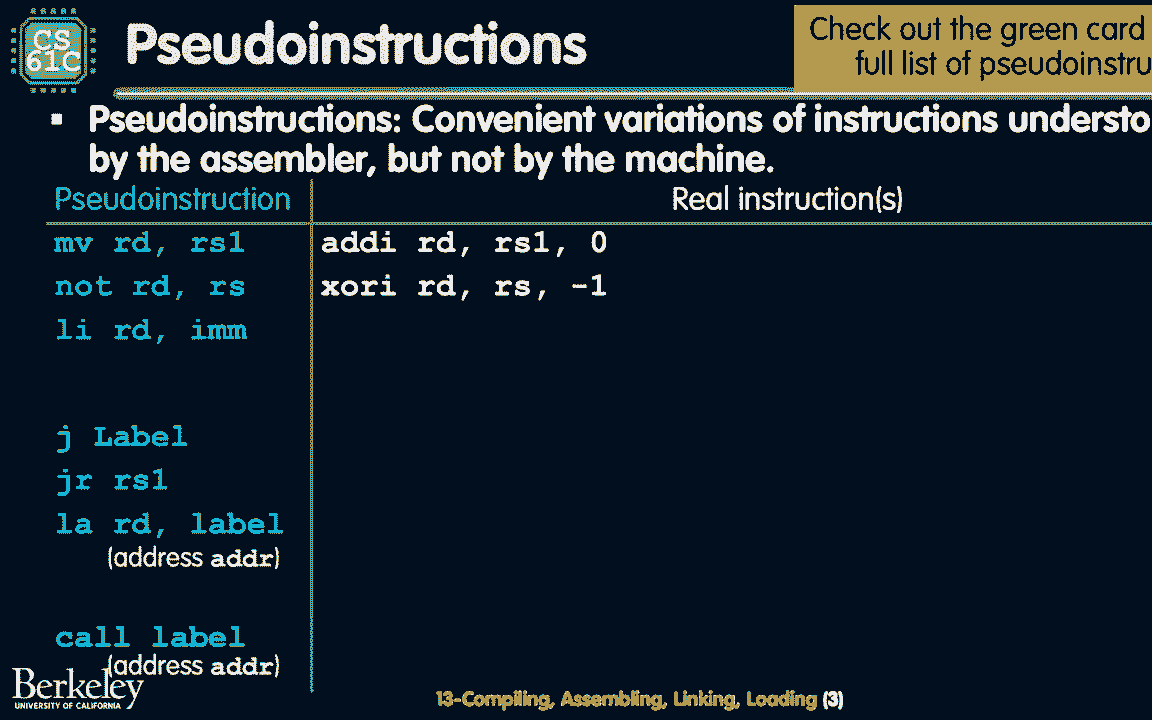 CS
61C
Pseudoinstructions
Check out the green card
full list of
▪ Pseudoinstructions: Convenient variations of instructions
by the assembler, but not by the machine.
Pseudoinstruction Real instruction(s)
mv rd, rs1 addi rd, rs1, 0
not rd, rs xori rd, rs, -1
li rd, imm
j Label
jr rs1
la rd, label
(address addr)
call label
(address addr)
Berkeley
UNIVERSITY OF CALIFORNIA
13-Compiling, Assembling, Linking, Loading (3)